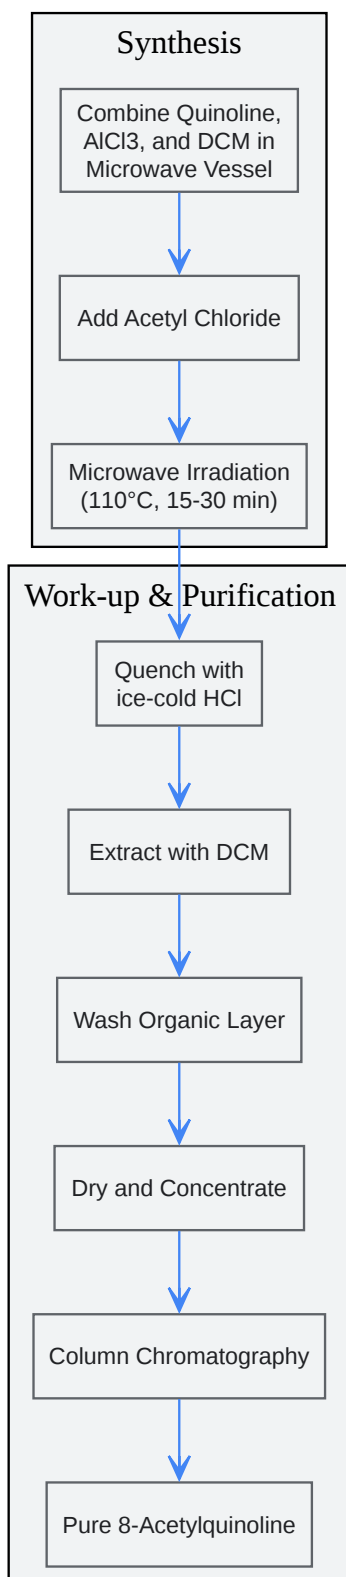 Synthesis
Combine Quinoline,
AlCl3, and DCM in
Microwave Vessel
Add Acetyl Chloride
Microwave Irradiation
(110°C, 15-30 min)
Work-up & Purification
Quench with
ice-cold HCl
Extract with DCM
Wash Organic Layer
Dry and Concentrate
Column Chromatography
Pure 8-Acetylquinoline